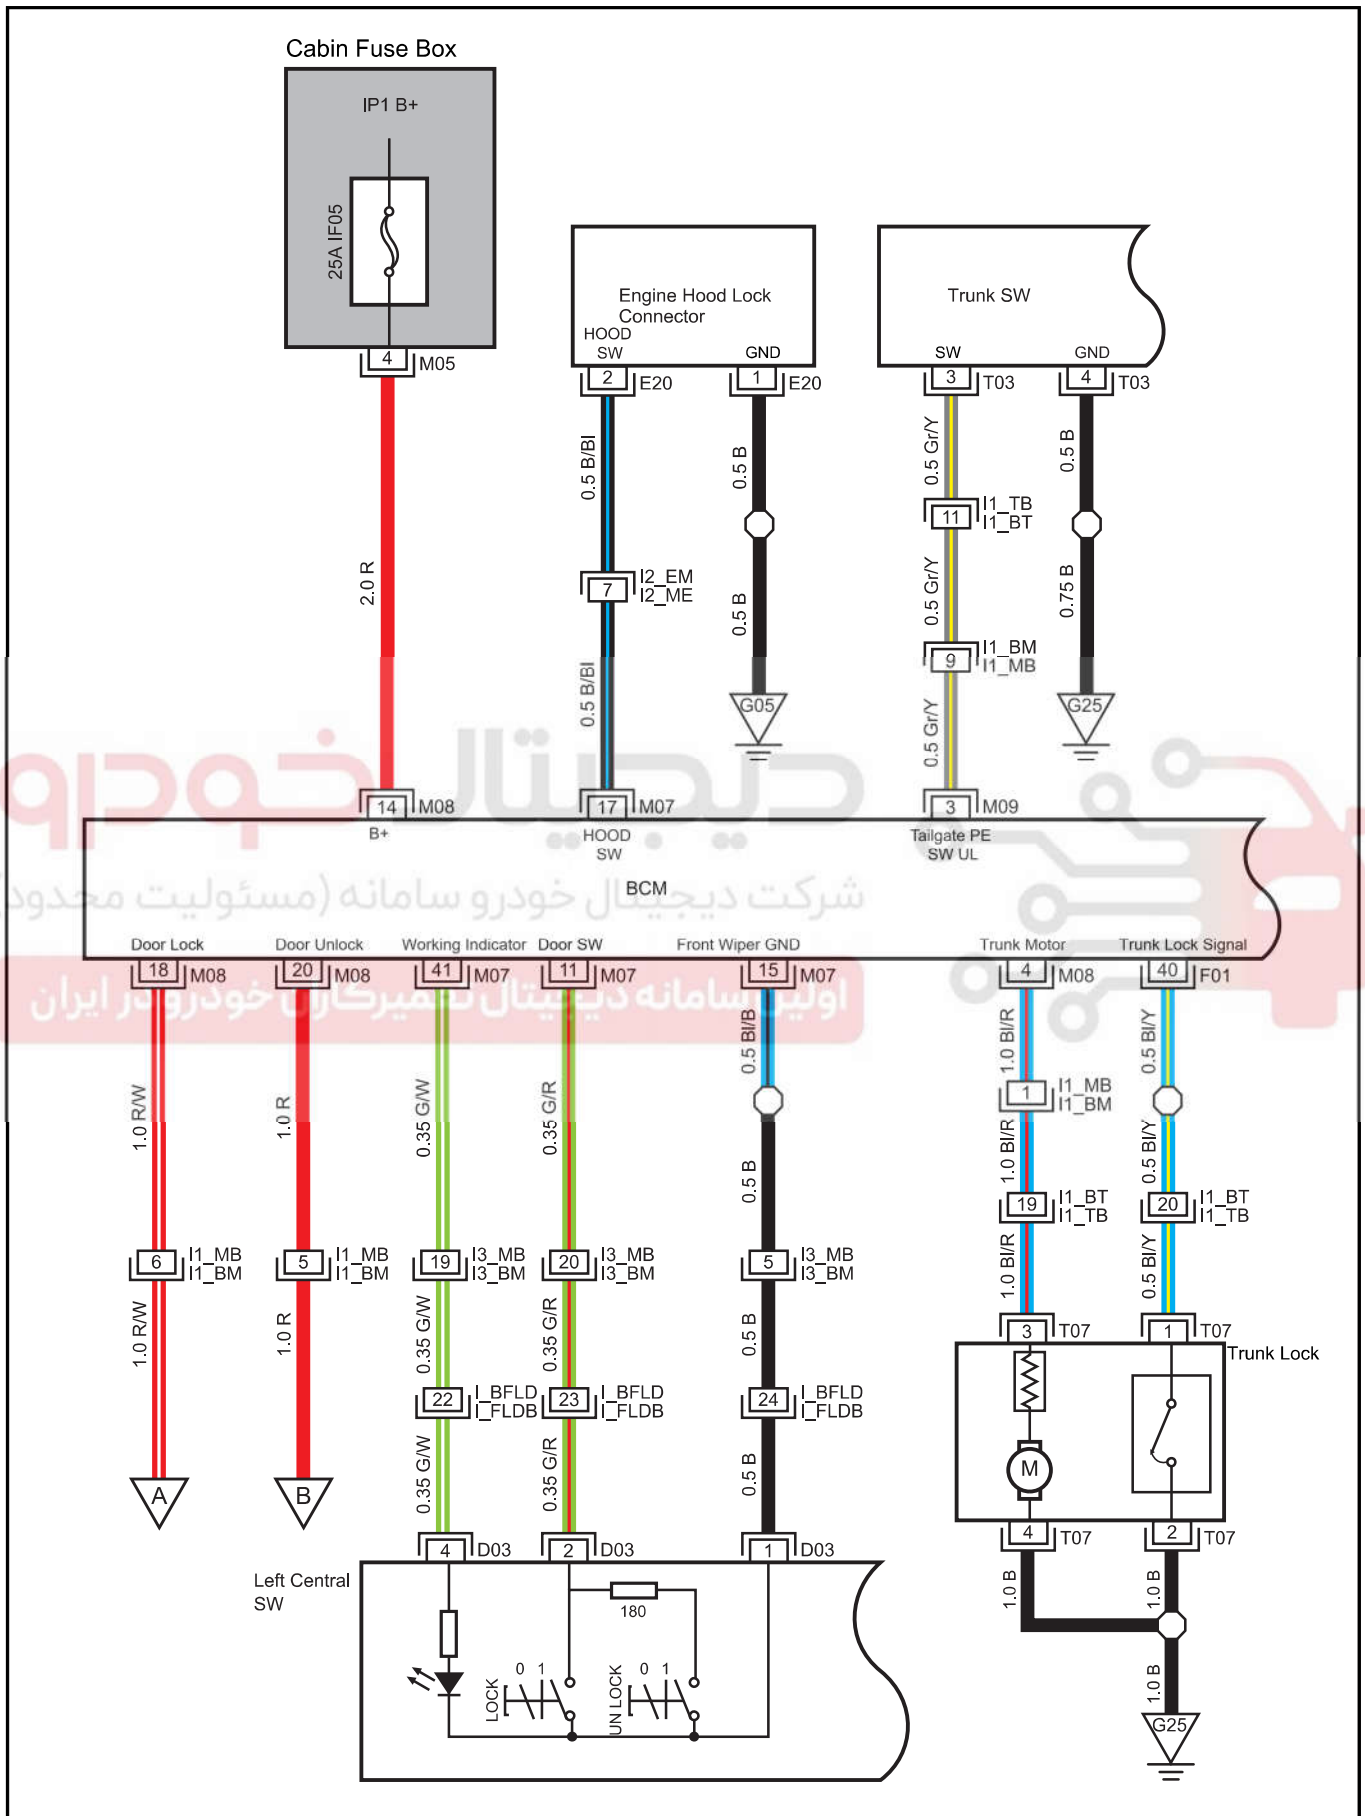 Cabin Fuse Box
IP1 B+
25A IF05
4
M05
2.0 R
Engine Hood Lock
Connector
HOOD
SW
GND
2
E20
1
E20
0.5 B/Bl
0.5 B
7
I2_EM
I2_ME
0.5 B/Bl
0.5 B
G05
Trunk SW
SW
GND
3
T03
4
T03
0.5 Gr/Y
0.5 B
11
I1_TB
I1_BT
0.5 Gr/Y
0.75 B
9
I1_BM
I1_MB
0.5 Gr/Y
G25
دیجیتال خودرو
شرکت دیجیتال خودرو سامانه (مسئولیت محدود)
اولین سامانه دیجیتال تعمیرکاران خودرو در ایران
14
M08
17
M07
3
M09
B+
HOOD
SW
Tailgate PE
SW UL
BCM
Door Lock
Door Unlock
Working Indicator
Door SW
Front Wiper GND
Trunk Motor
Trunk Lock Signal
18
M08
20
M08
41
M07
11
M07
15
M07
4
M08
40
F01
0.5 Bl/B
1.0 Bl/R
0.5 Bl/Y
1
I1_MB
I1_BM
1.0 R/W
1.0 R
0.35 G/W
0.35 G/R
0.5 B
1.0 Bl/R
0.5 Bl/Y
19
I1_BT
I1_TB
20
I1_BT
I1_TB
6
I1_MB
I1_BM
5
I1_MB
I1_BM
19
I3_MB
I3_BM
20
I3_MB
I3_BM
5
I3_MB
I3_BM
1.0 Bl/R
0.5 Bl/Y
1.0 R/W
1.0 R
0.35 G/W
0.35 G/R
0.5 B
3
T07
1
T07
Trunk Lock
22
I_BFLD
I_FLDB
23
I_BFLD
I_FLDB
24
I_BFLD
I_FLDB
0.35 G/W
0.35 G/R
0.5 B
A
B
M
4
T07
2
T07
4
D03
2
D03
1
D03
Left Central
SW
180
LOCK
0 1
UN LOCK
0 1
1.0 B
1.0 B
1.0 B
G25